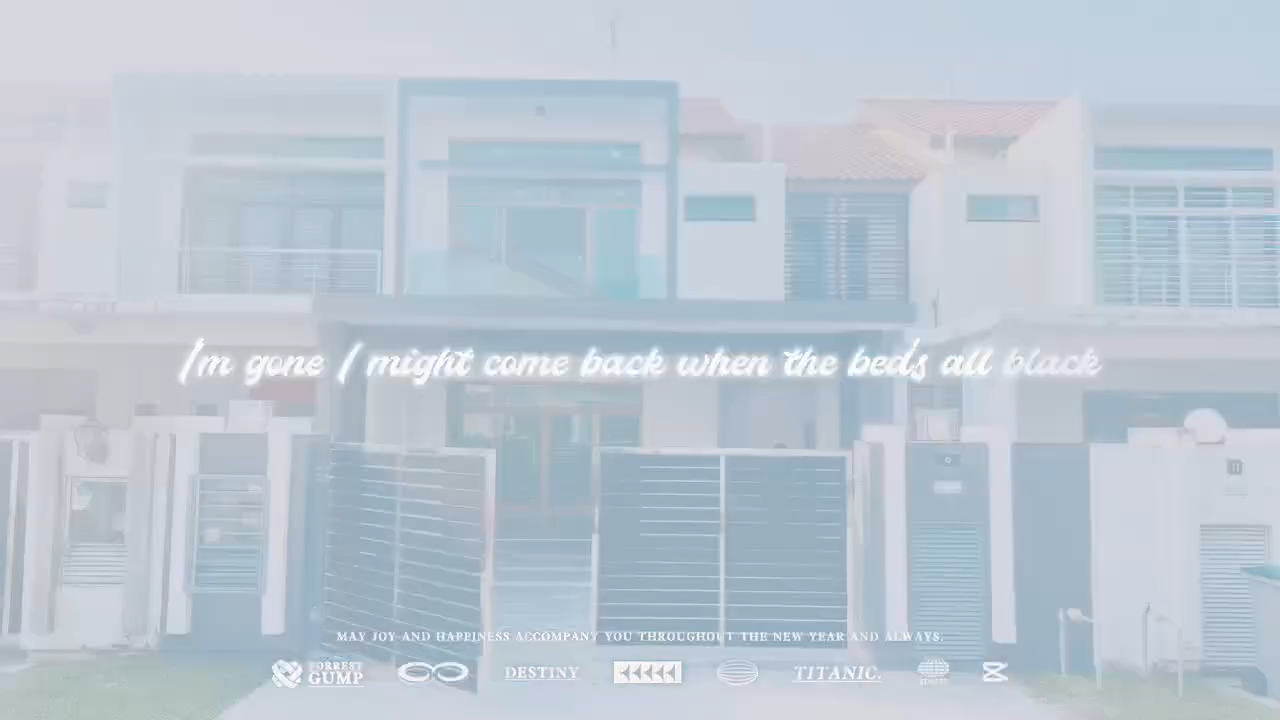 I'm gone I might come back when the bed's all black
MAY JOY AND HAPPINESS ACCOMPANY YOU THROUGHOUT THE NEW YEAR AND ALWAYS.
FORREST GUMP DESTINY TITANIC.